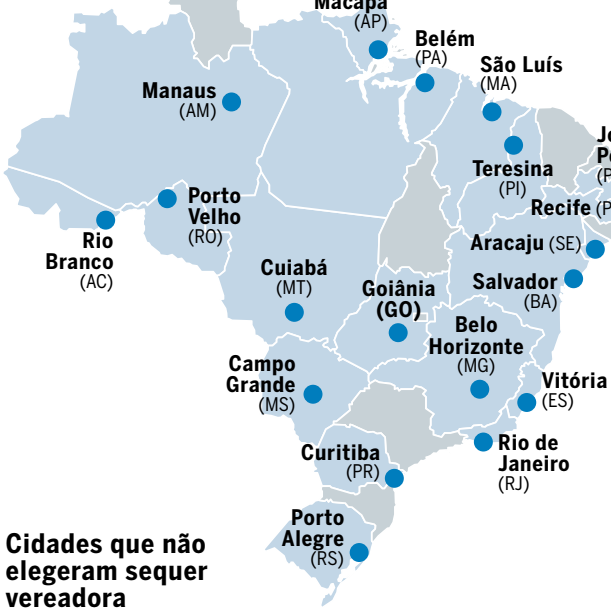 Macapá
(AP)
Belém
(PA)
São Luís
(MA)
Manaus
(AM)
Teresina
(PI)
Recife
Porto
Velho
(RO)
Rio
Branco
(AC)
Aracaju (SE)
Cuiabá
(MT)
Goiânia
(GO)
Salvador
(BA)
Belo
Horizonte
(MG)
Campo
Grande
(MS)
Vitória
(ES)
Curitiba
(PR)
Rio de
Janeiro
(RJ)
Porto
Alegre
(RS)
Cidades que não
elegeram sequer
vereadora